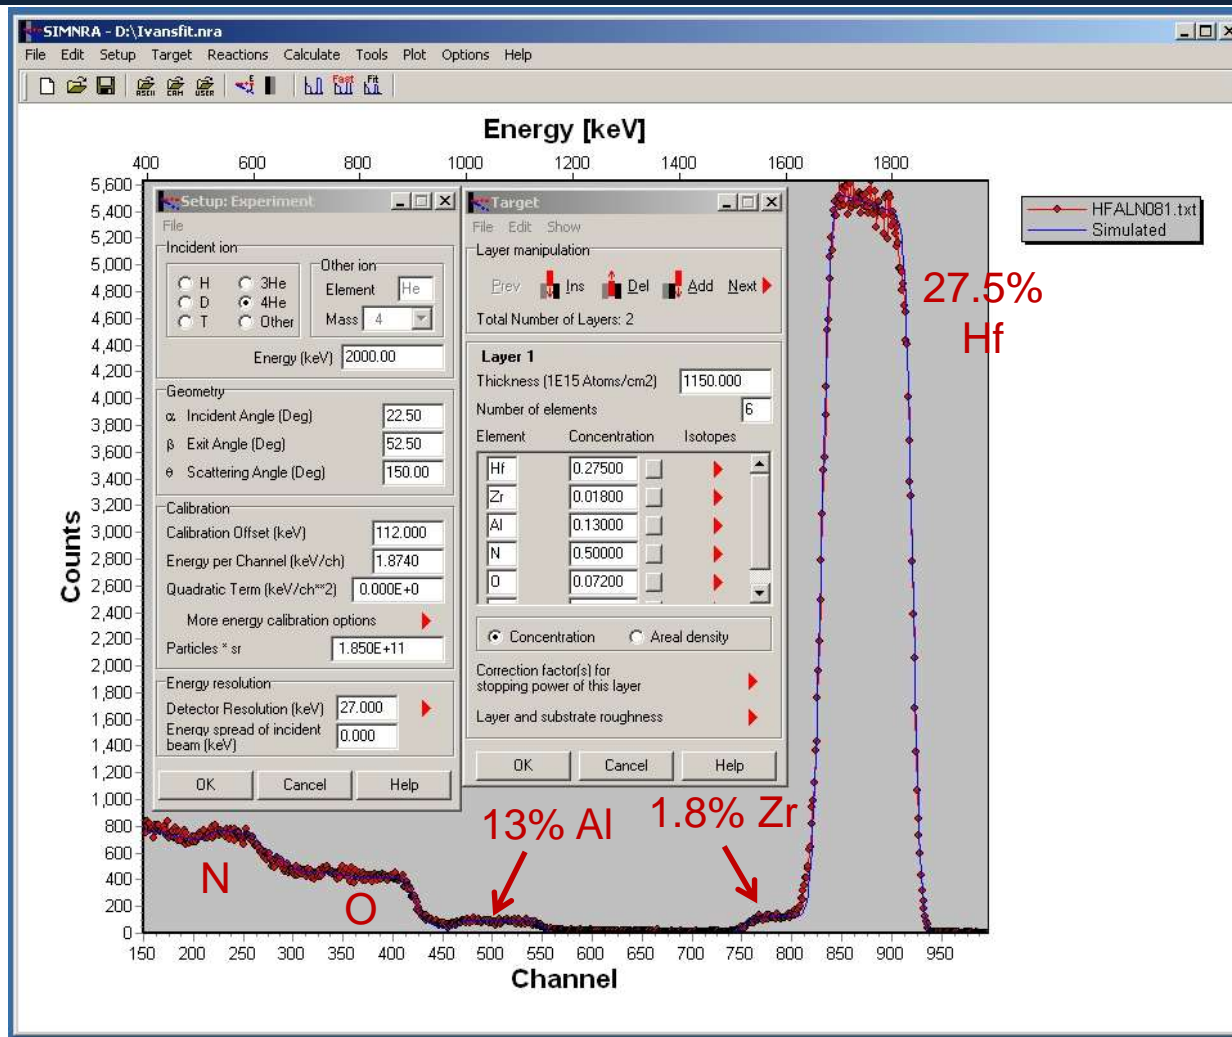 SIMNRA - D:\Ivansfit.nra
File Edit Setup Target Reactions Calculate Tools Plot Options Help
ASCII CAM USER E Fast Fit
Energy [keV]
400 600 800 1000 1200 1400 1600 1800
5,600
5,400
5,200
5,000
4,800
4,600
4,400
4,200
4,000
3,800
3,600
3,400
3,200
3,000
2,800
2,600
2,400
2,200
2,000
1,800
1,600
1,400
1,200
1,000
800
600
400
200
0
Counts
Setup: Experiment
File
Incident ion
H 3He
D 4He
T Other
Other ion
Element He
Mass 4
Energy (keV) 2000.00
Geometry
α Incident Angle (Deg) 22.50
β Exit Angle (Deg) 52.50
θ Scattering Angle (Deg) 150.00
Calibration
Calibration Offset (keV) 112.000
Energy per Channel (keV/ch) 1.8740
Quadratic Term (keV/ch**2) 0.000E+0
More energy calibration options
Particles * sr 1.850E+11
Energy resolution
Detector Resolution (keV) 27.000
Energy spread of incident
beam (keV) 0.000
OK Cancel Help
Target
File Edit Show
Layer manipulation
Prev Ins Del Add Next
Total Number of Layers: 2
Layer 1
Thickness (1E15 Atoms/cm2) 1150.000
Number of elements 6
Element Concentration Isotopes
Hf 0.27500
Zr 0.01800
Al 0.13000
N 0.50000
O 0.07200
Concentration Areal density
Correction factor(s) for
stopping power of this layer
Layer and substrate roughness
OK Cancel Help
HFALN081.txt
Simulated
27.5%
Hf
13% Al
1.8% Zr
N
O
150 200 250 300 350 400 450 500 550 600 650 700 750 800 850 900 950
Channel